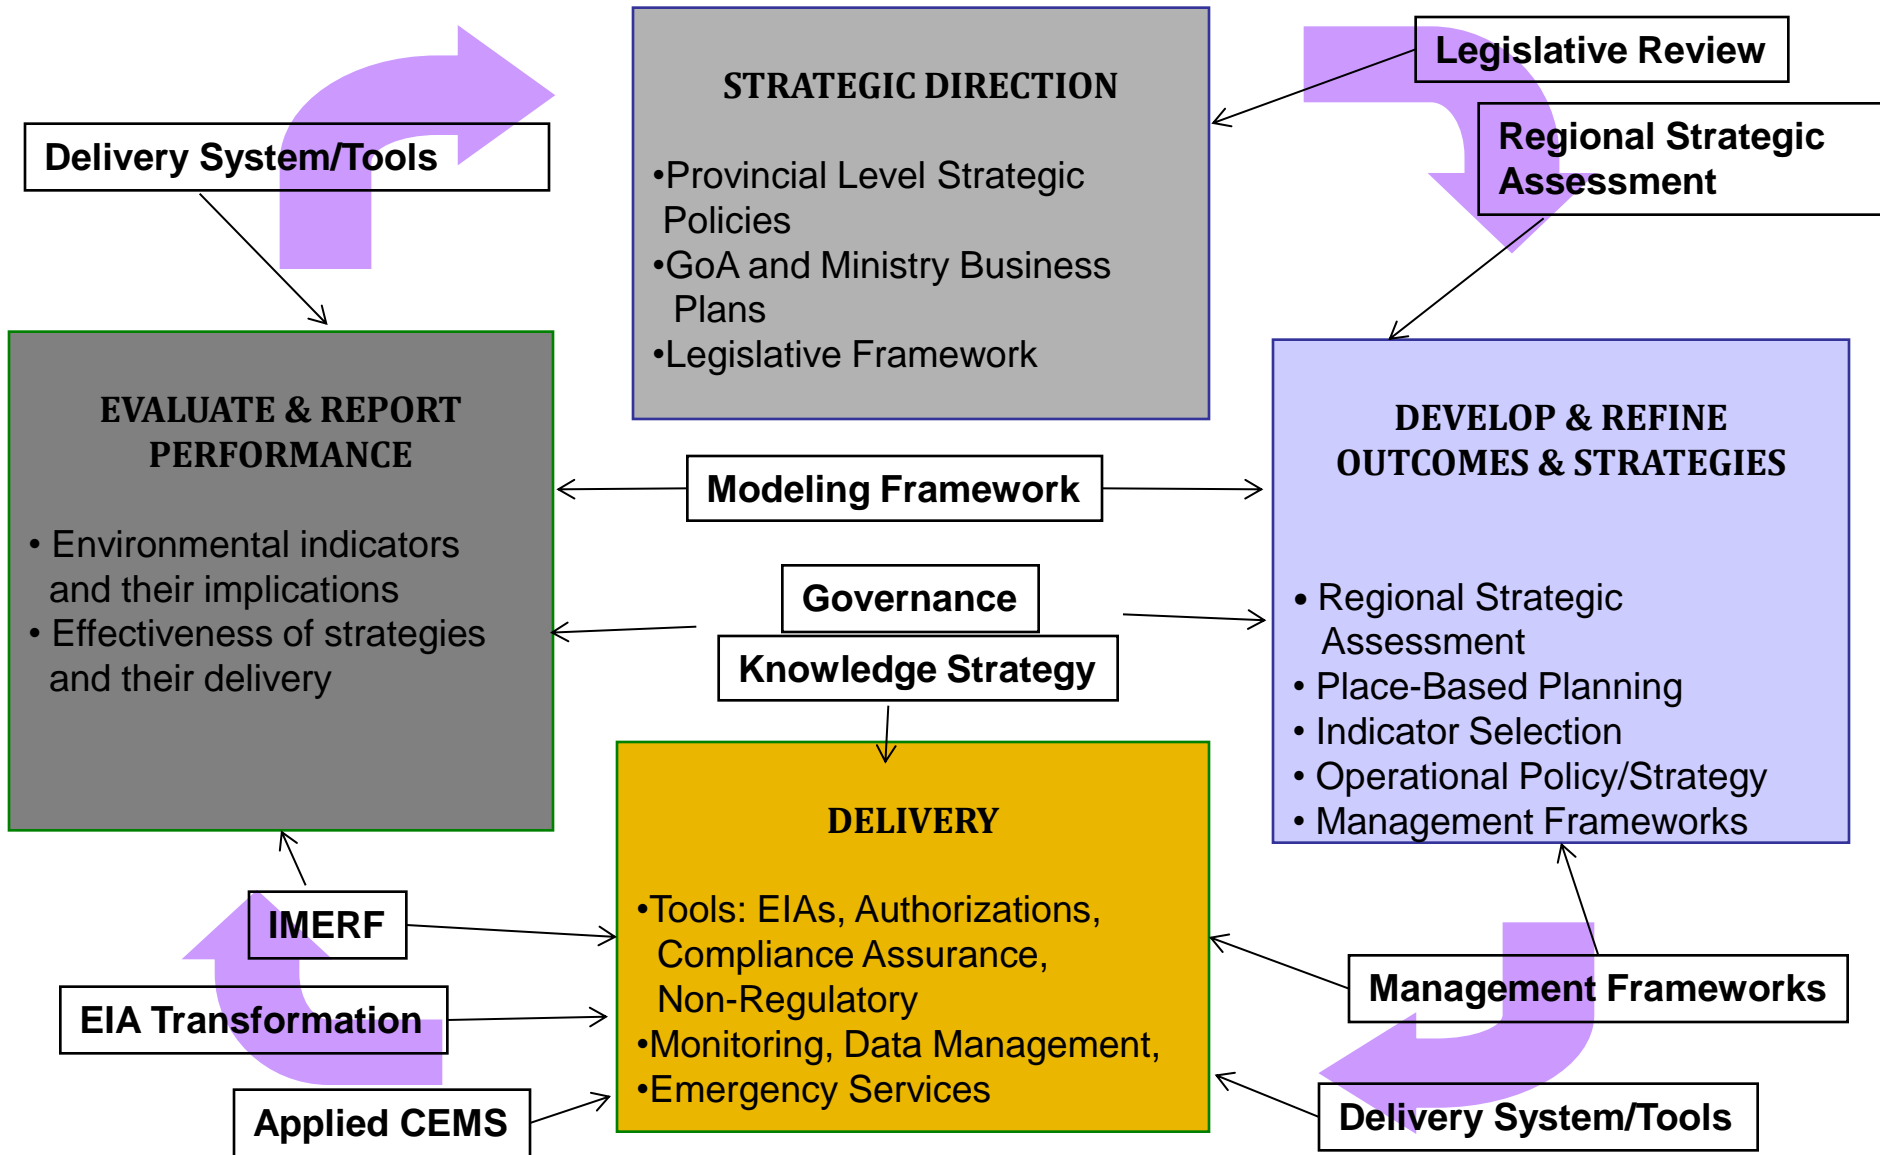 Legislative Review
STRATEGIC DIRECTION
•Provincial Level Strategic
Policies
•GoA and Ministry Business
Plans
•Legislative Framework
Delivery System/Tools
Regional Strategic
Assessment
EVALUATE & REPORT
PERFORMANCE
• Environmental indicators
and their implications
• Effectiveness of strategies
and their delivery
Modeling Framework
Governance
Knowledge Strategy
DEVELOP & REFINE
OUTCOMES & STRATEGIES
• Regional Strategic
Assessment
• Place-Based Planning
• Indicator Selection
• Operational Policy/Strategy
• Management Frameworks
DELIVERY
•Tools: EIAs, Authorizations,
Compliance Assurance,
Non-Regulatory
•Monitoring, Data Management,
•Emergency Services
IMERF
EIA Transformation
Applied CEMS
Management Frameworks
Delivery System/Tools